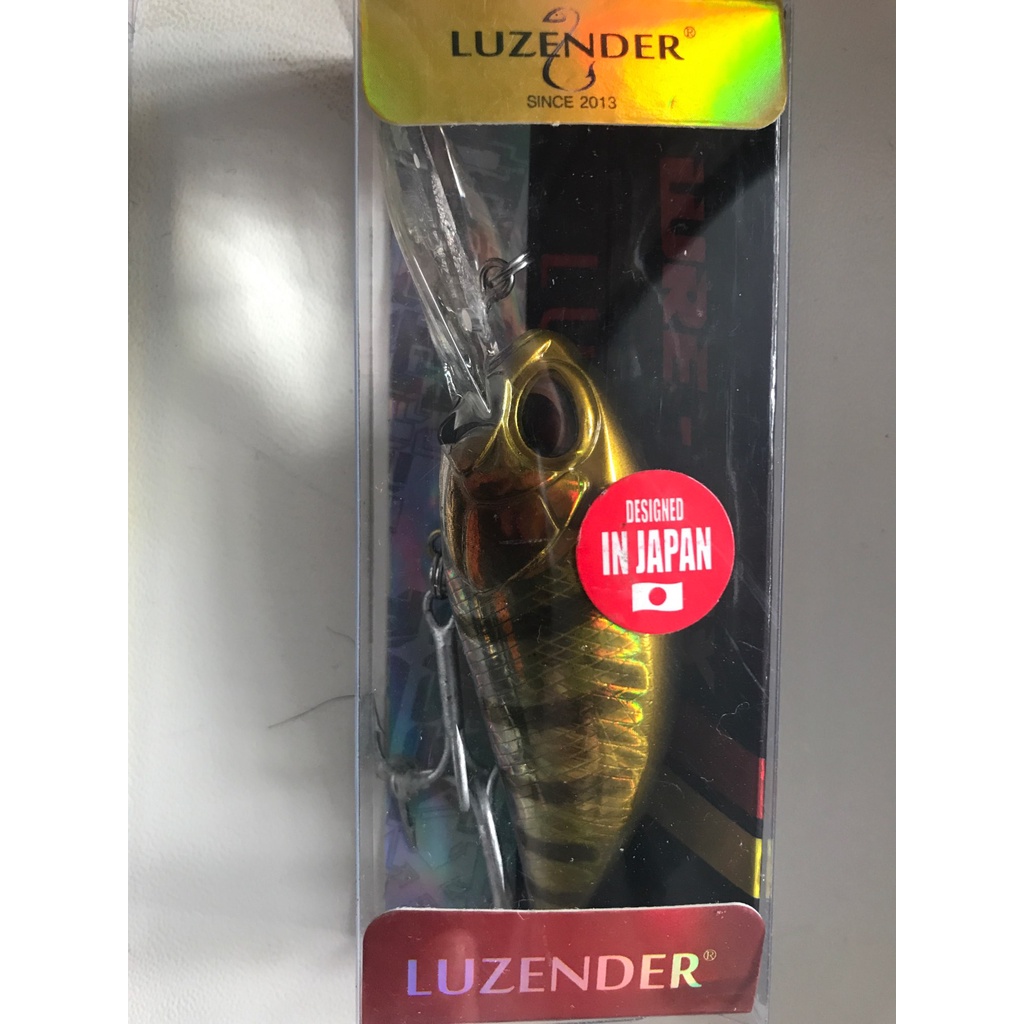 LUZENDER®
SINCE 2013
DESIGNED
IN JAPAN
LUZENDER®